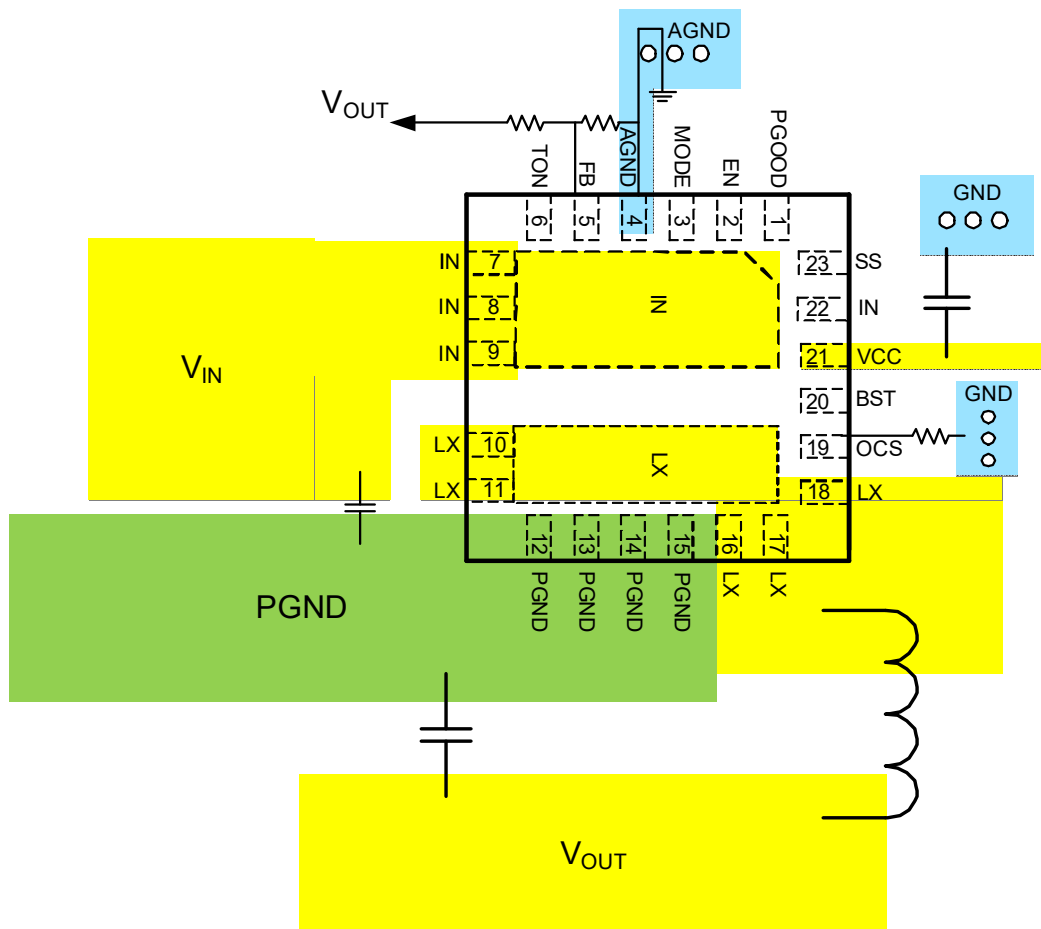 AGND
VOUT
TON
FB
AGND
MODE
EN
PGOOD
6
5
4
3
2
1
GND
IN
7
23
SS
IN
8
IN
22
IN
IN
9
21
VCC
VIN
20
BST
GND
LX
10
LX
19
OCS
LX
11
18
LX
12
13
14
15
16
17
PGND
PGND
PGND
PGND
LX
LX
PGND
VOUT